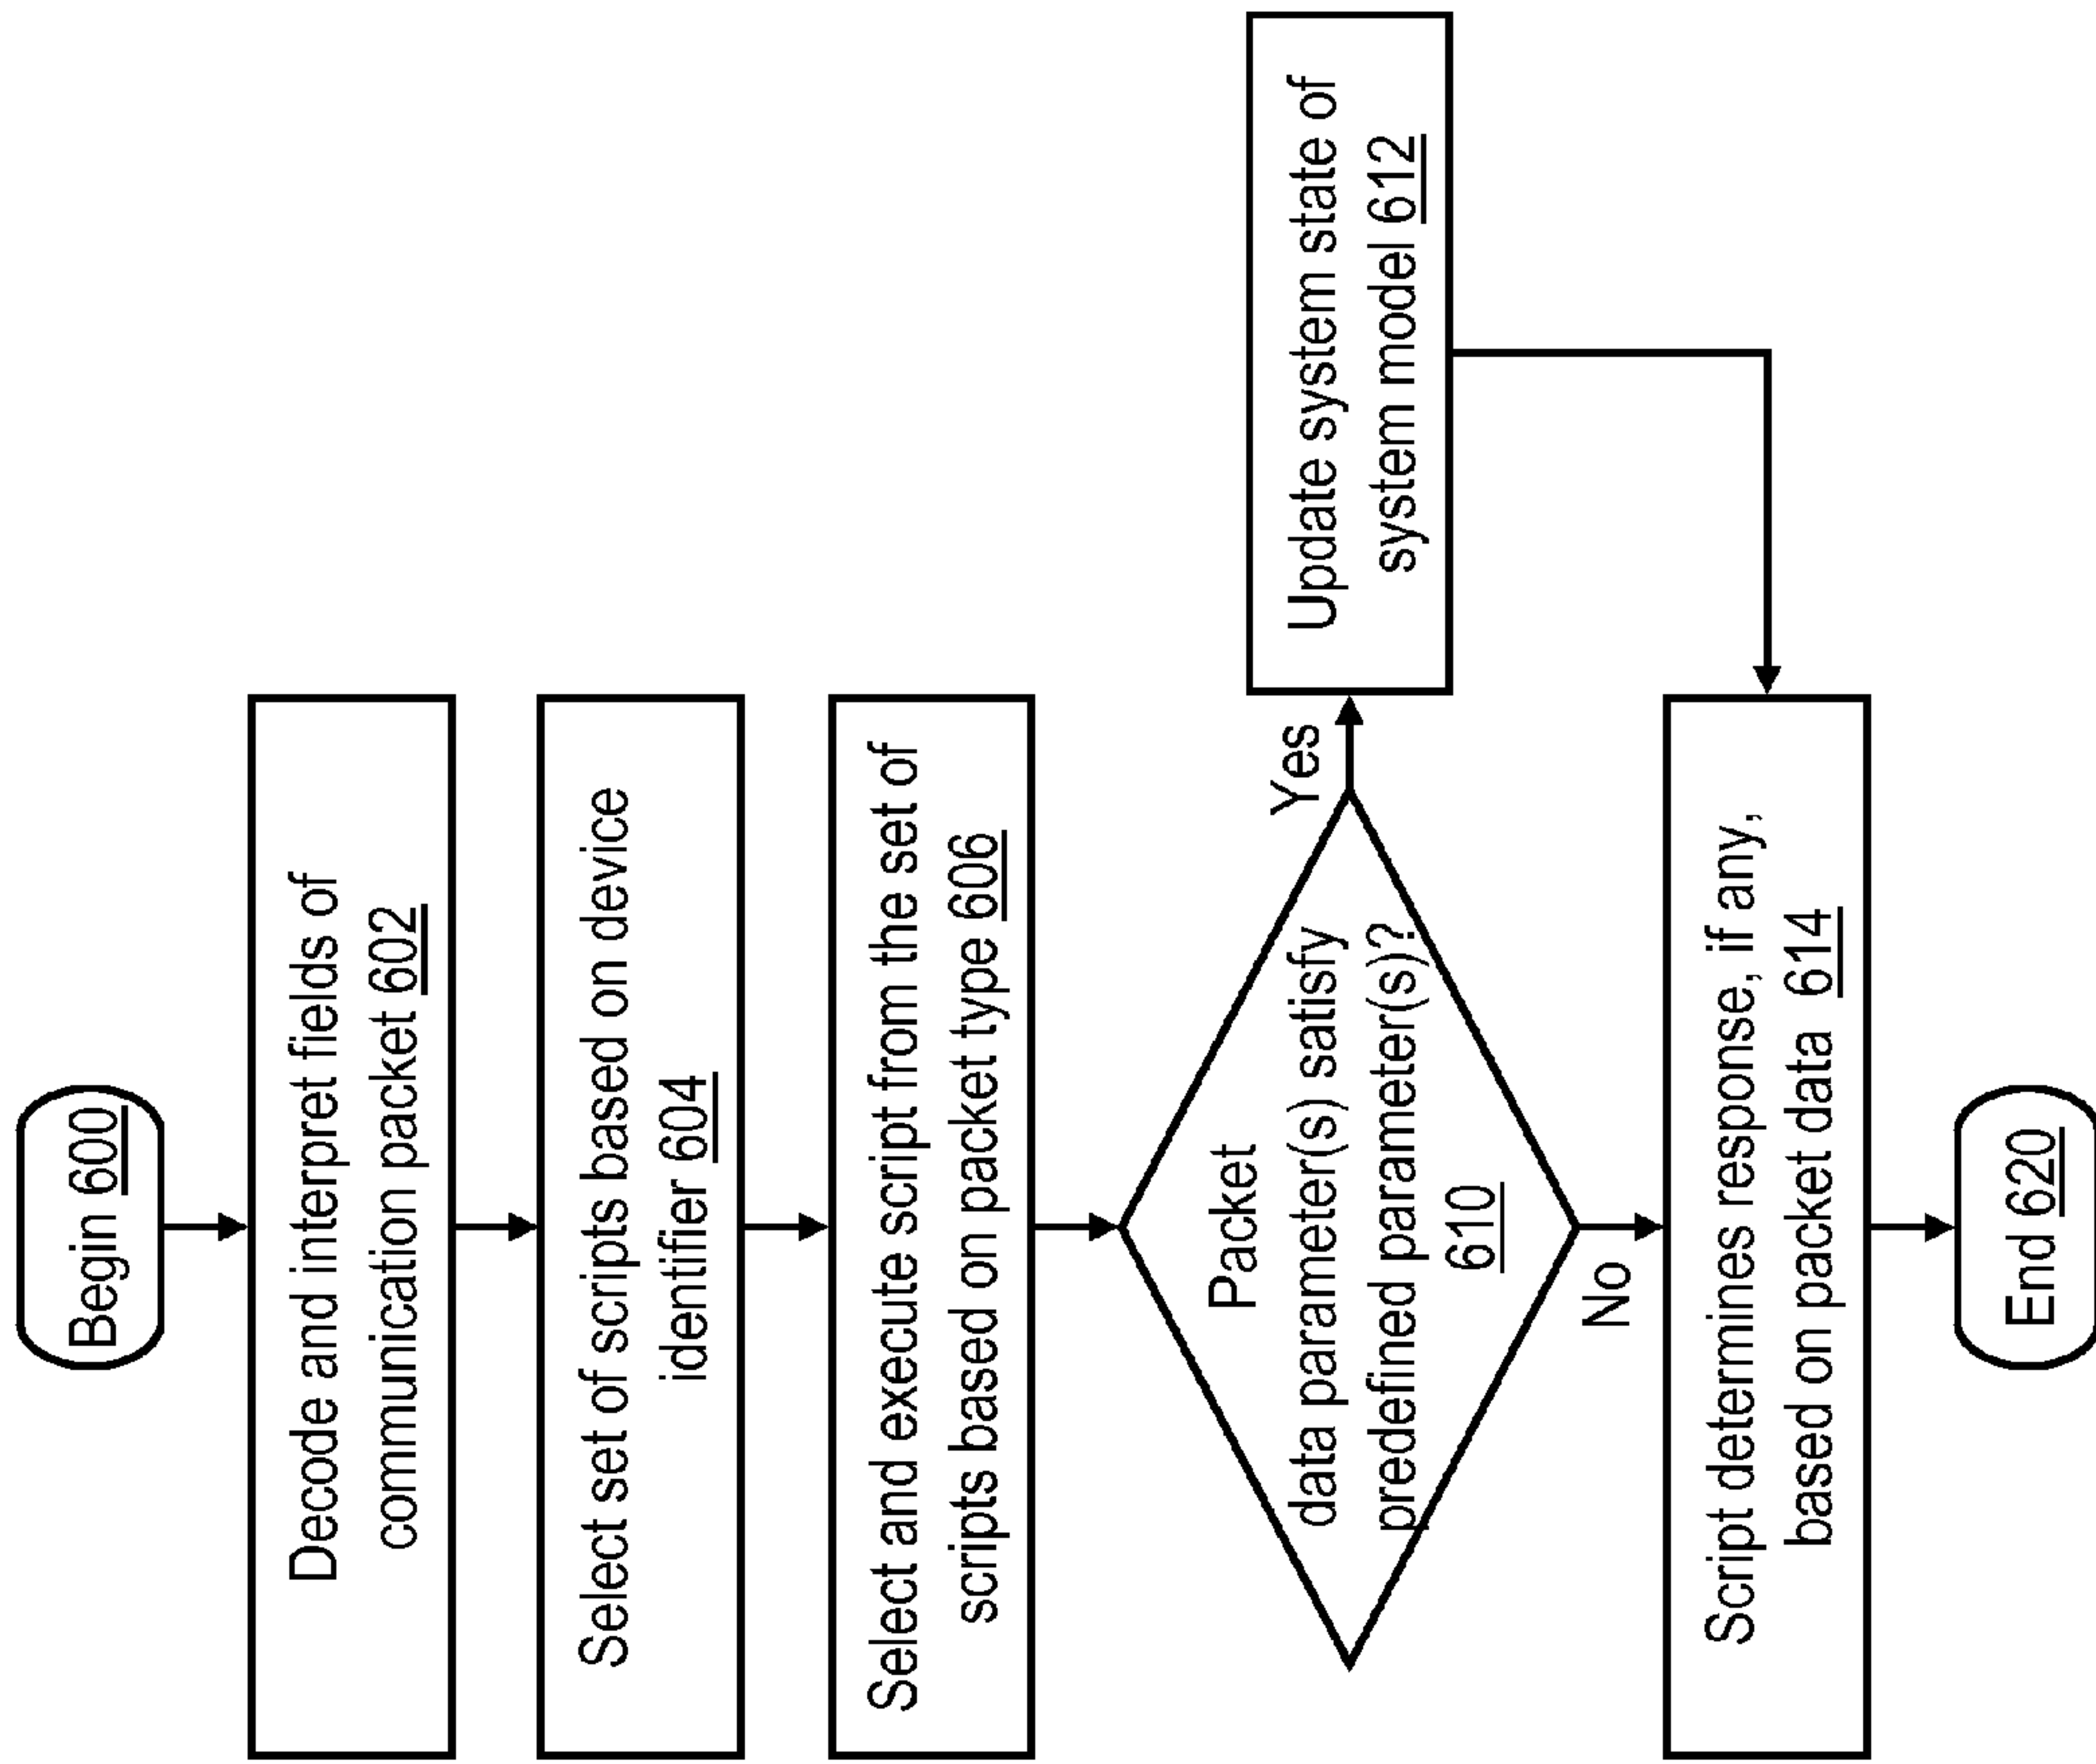 Begin 600
Decode and interpret fields of
communication packet 602
Select set of scripts based on device
identifier 604
Select and execute script from the set of
scripts based on packet type 606
Packet
data parameter(s) satisfy
predefined parameter(s)?
610
Yes
Update system state of
system model 612
No
Script determines response, if any,
based on packet data 614
End 620